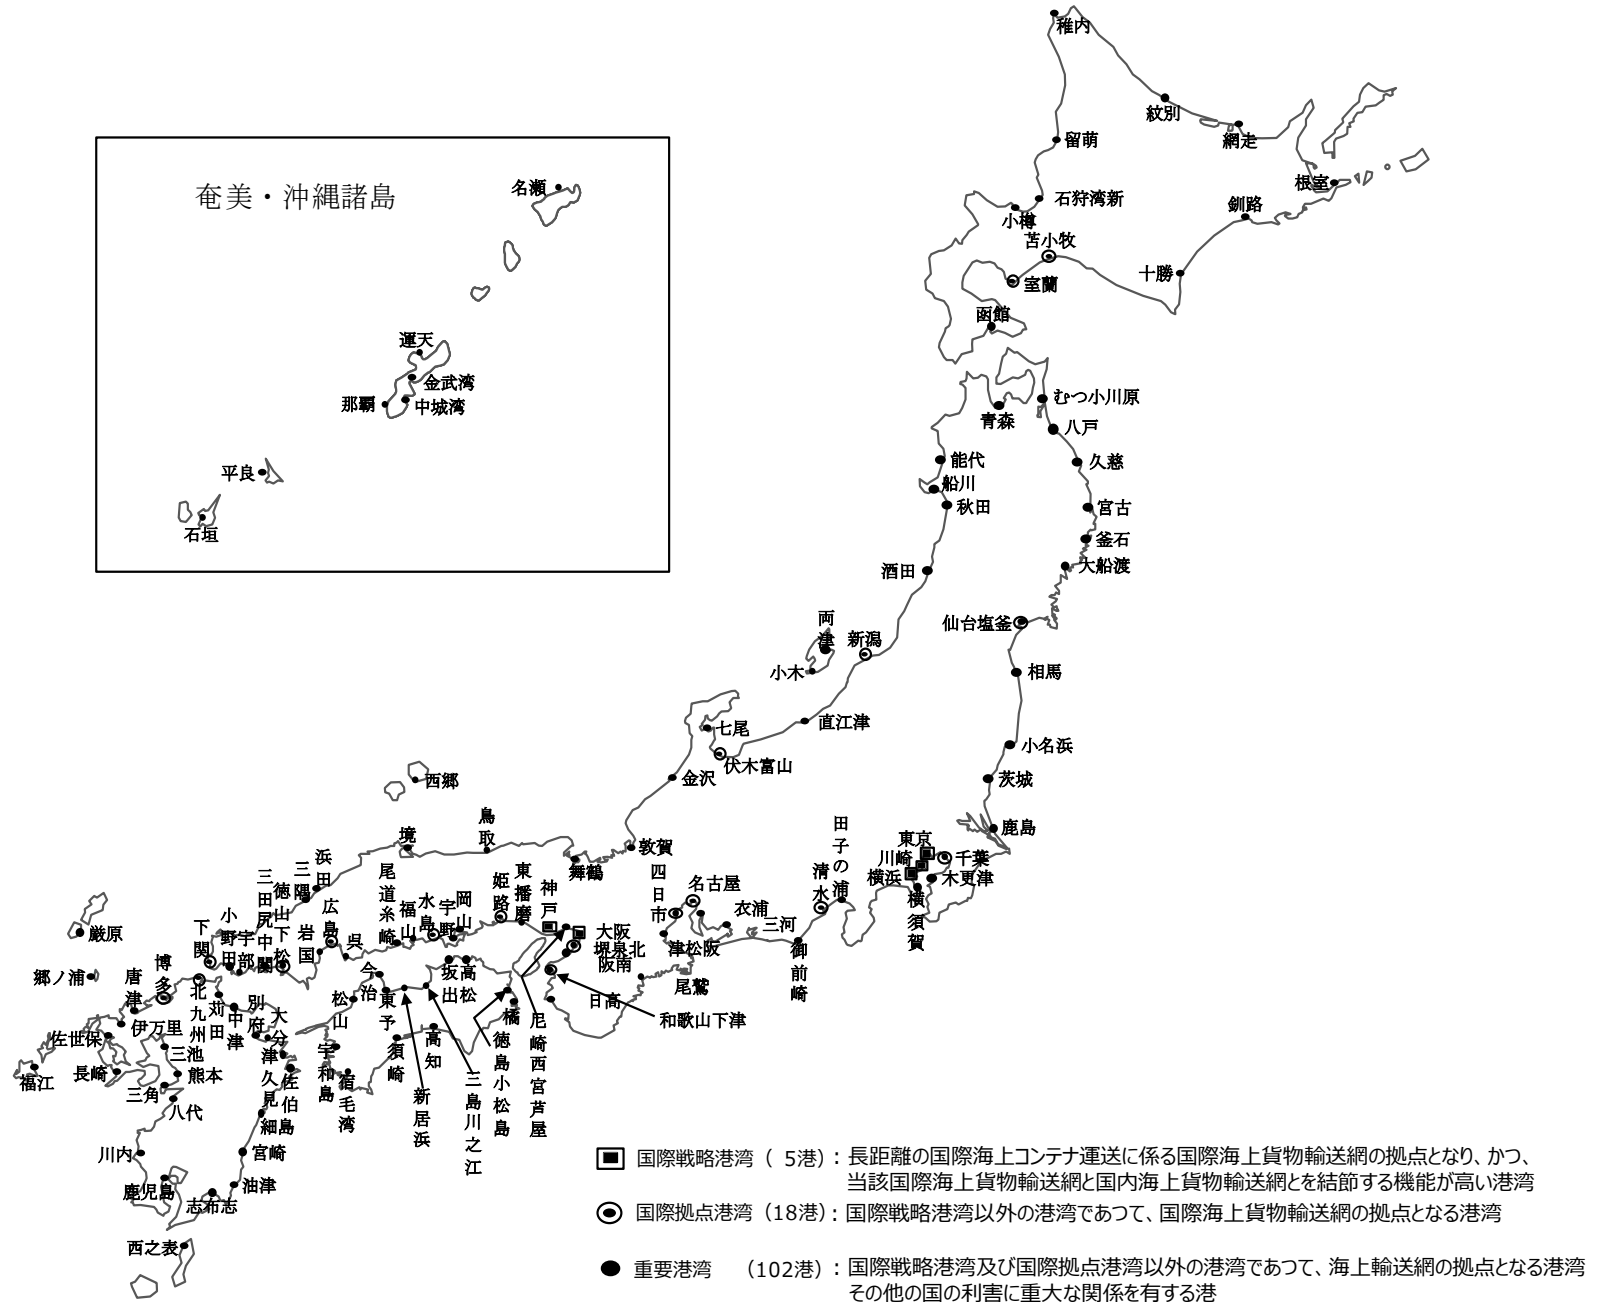 稚内
紋別
網走
留萌
根室
石狩湾新
小樽
釧路
苫小牧
十勝
室蘭
函館
奄美・沖縄諸島
名瀬
運天
金武湾
那覇
中城湾
平良
石垣
むつ小川原
青森
八戸
能代
久慈
船川
秋田
宮古
釜石
大船渡
酒田
仙台塩釜
両津
新潟
小木
相馬
直江津
七尾
小名浜
伏木富山
金沢
茨城
西郷
鹿島
鳥取
境
敦賀
舞鶴
東京
川崎
横浜
千葉
木更津
横須賀
田子の浦
清水
御前崎
三河
衣浦
名古屋
四日市
津松阪
尾鷲
浜田
三隅
三田尻中関
徳山下松
広島
岩国
呉
尾道糸崎
福山
水島
宇野
岡山
姫路
東播磨
神戸
大阪
堺泉北
阪南
日高
和歌山下津
尼崎西宮芦屋
徳島小松島
橘
三島川之江
新居浜
坂出
高松
今治
東予
松山
高知
須崎
宇和島
宿毛湾
下関
小野田
宇部
厳原
郷ノ浦
唐津
博多
北九州
苅田
中津
別府
大分
津久見
佐伯
伊万里
佐世保
長崎
福江
三池
熊本
三角
八代
細島
川内
宮崎
鹿児島
油津
志布志
西之表
国際戦略港湾（ 5港）：長距離の国際海上コンテナ運送に係る国際海上貨物輸送網の拠点となり、かつ、
当該国際海上貨物輸送網と国内海上貨物輸送網とを結節する機能が高い港湾
国際拠点港湾（18港）：国際戦略港湾以外の港湾であつて、国際海上貨物輸送網の拠点となる港湾
重要港湾　（102港）：国際戦略港湾及び国際拠点港湾以外の港湾であつて、海上輸送網の拠点となる港湾
その他の国の利害に重大な関係を有する港